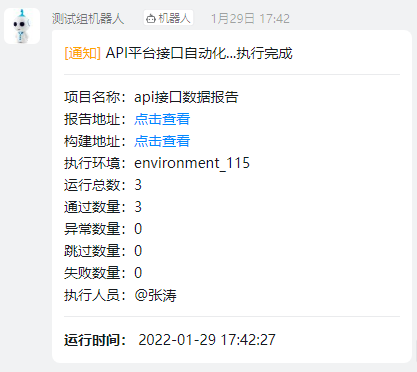 测试组机器人 机器人 1月29日 17:42
[通知] API平台接口自动化...执行完成
项目名称：api接口数据报告
报告地址：点击查看
构建地址：点击查看
执行环境：environment_115
运行总数：3
通过数量：3
异常数量：0
跳过数量：0
失败数量：0
执行人员：@张涛
运行时间： 2022-01-29 17:42:27